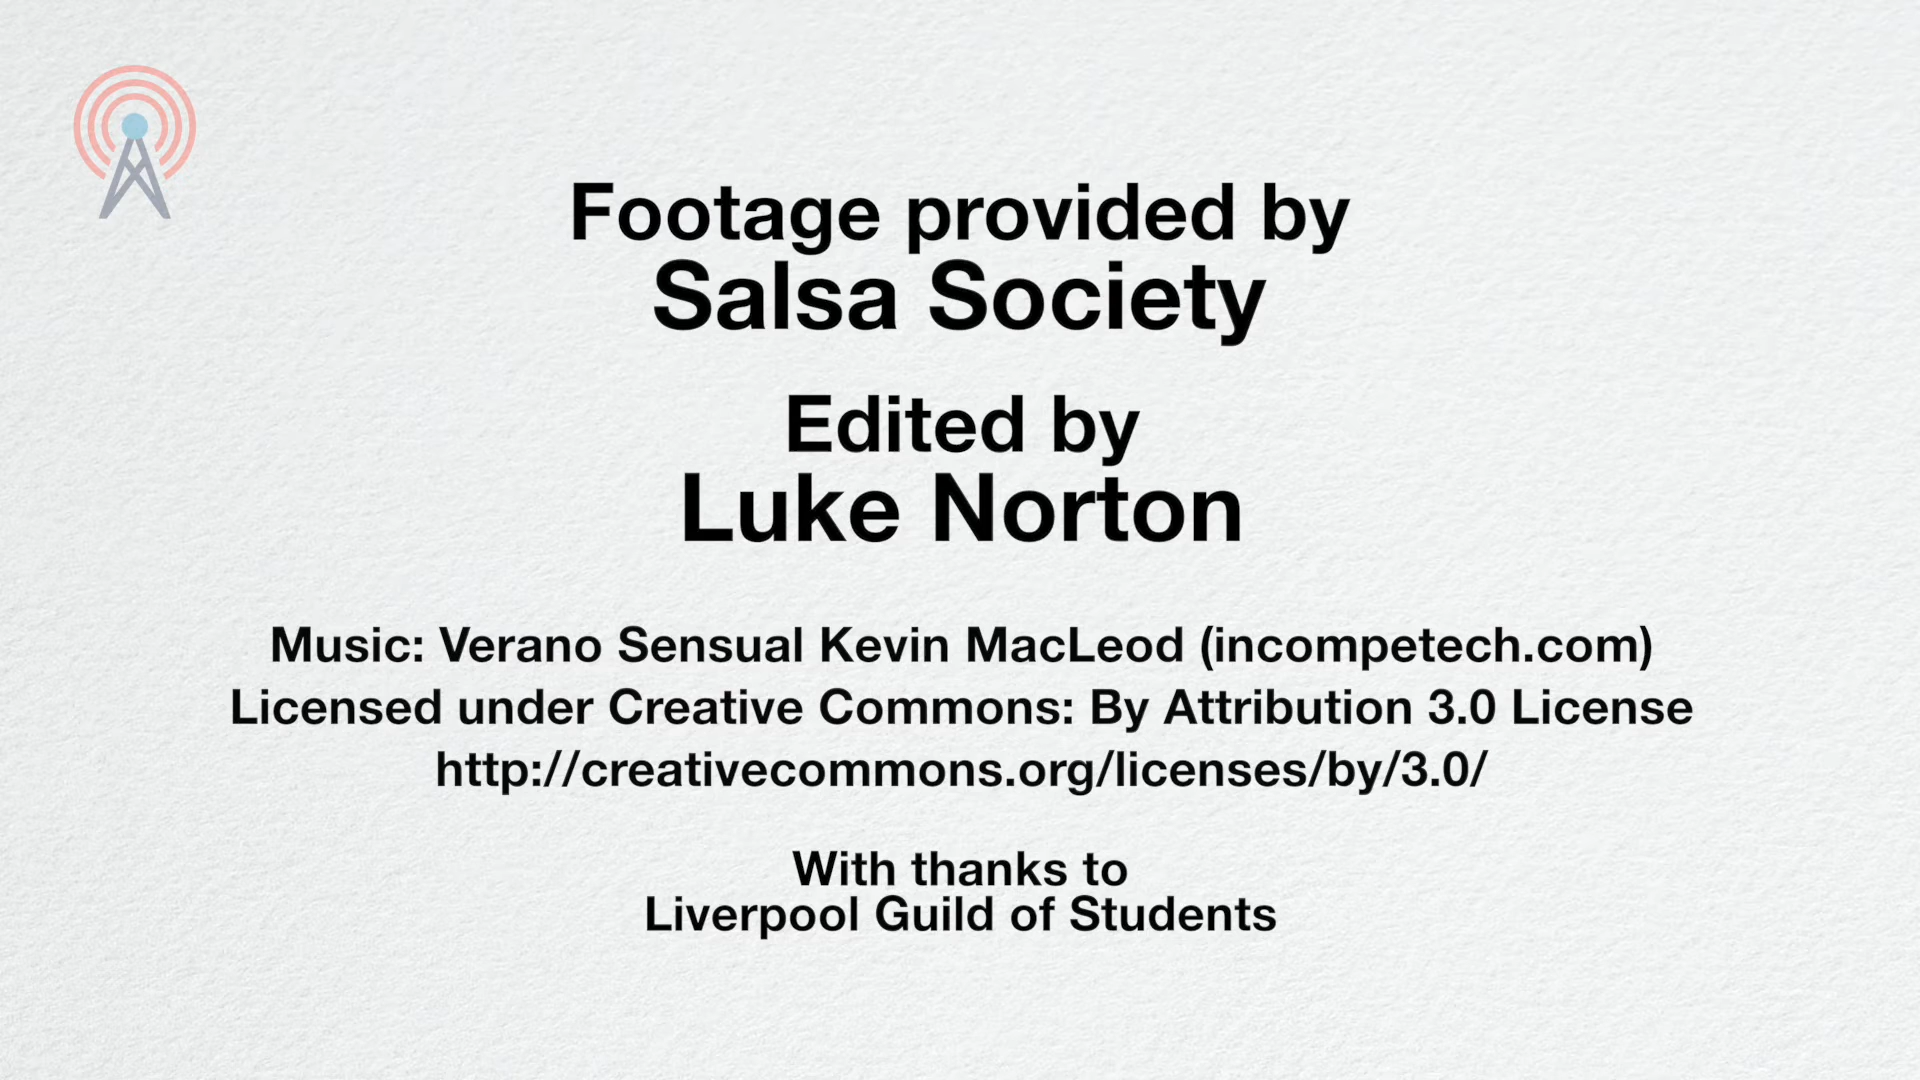 Footage provided by
Salsa Society
Edited by
Luke Norton
Music: Verano Sensual Kevin MacLeod (incompetech.com)
Licensed under Creative Commons: By Attribution 3.0 License
http://creativecommons.org/licenses/by/3.0/
With thanks to
Liverpool Guild of Students